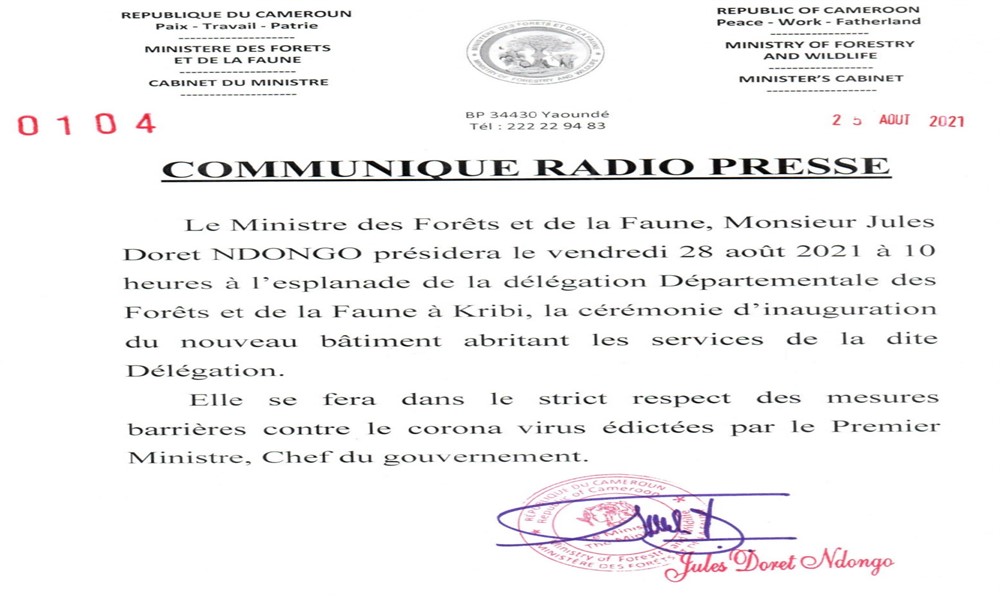 REPUBLIQUE DU CAMEROUN
Paix - Travail - Patrie
--------------------
MINISTERE DES FORETS
ET DE LA FAUNE
--------------------
CABINET DU MINISTRE
--------------------
REPUBLIC OF CAMEROON
Peace - Work - Fatherland
-----------------
MINISTRY OF FORESTRY
AND WILDLIFE
------------------
MINISTER'S CABINET
-------------------
BP 34430 Yaoundé
Tél : 222 22 94 83
0104
25 AOUT 2021
COMMUNIQUE RADIO PRESSE
Le Ministre des Forêts et de la Faune, Monsieur Jules
Doret NDONGO présidera le vendredi 28 août 2021 à 10
heures à l'esplanade de la délégation Départementale des
Forêts et de la Faune à Kribi, la cérémonie d'inauguration
du nouveau bâtiment abritant les services de la dite
Délégation.
Elle se fera dans le strict respect des mesures
barrières contre le corona virus édictées par le Premier
Ministre, Chef du gouvernement.
REPUBLIQUE DU CAMEROUN
Republic of Cameroon
Ministry of Forestry
MINISTERE DES FORETS
Jules Doret Ndongo